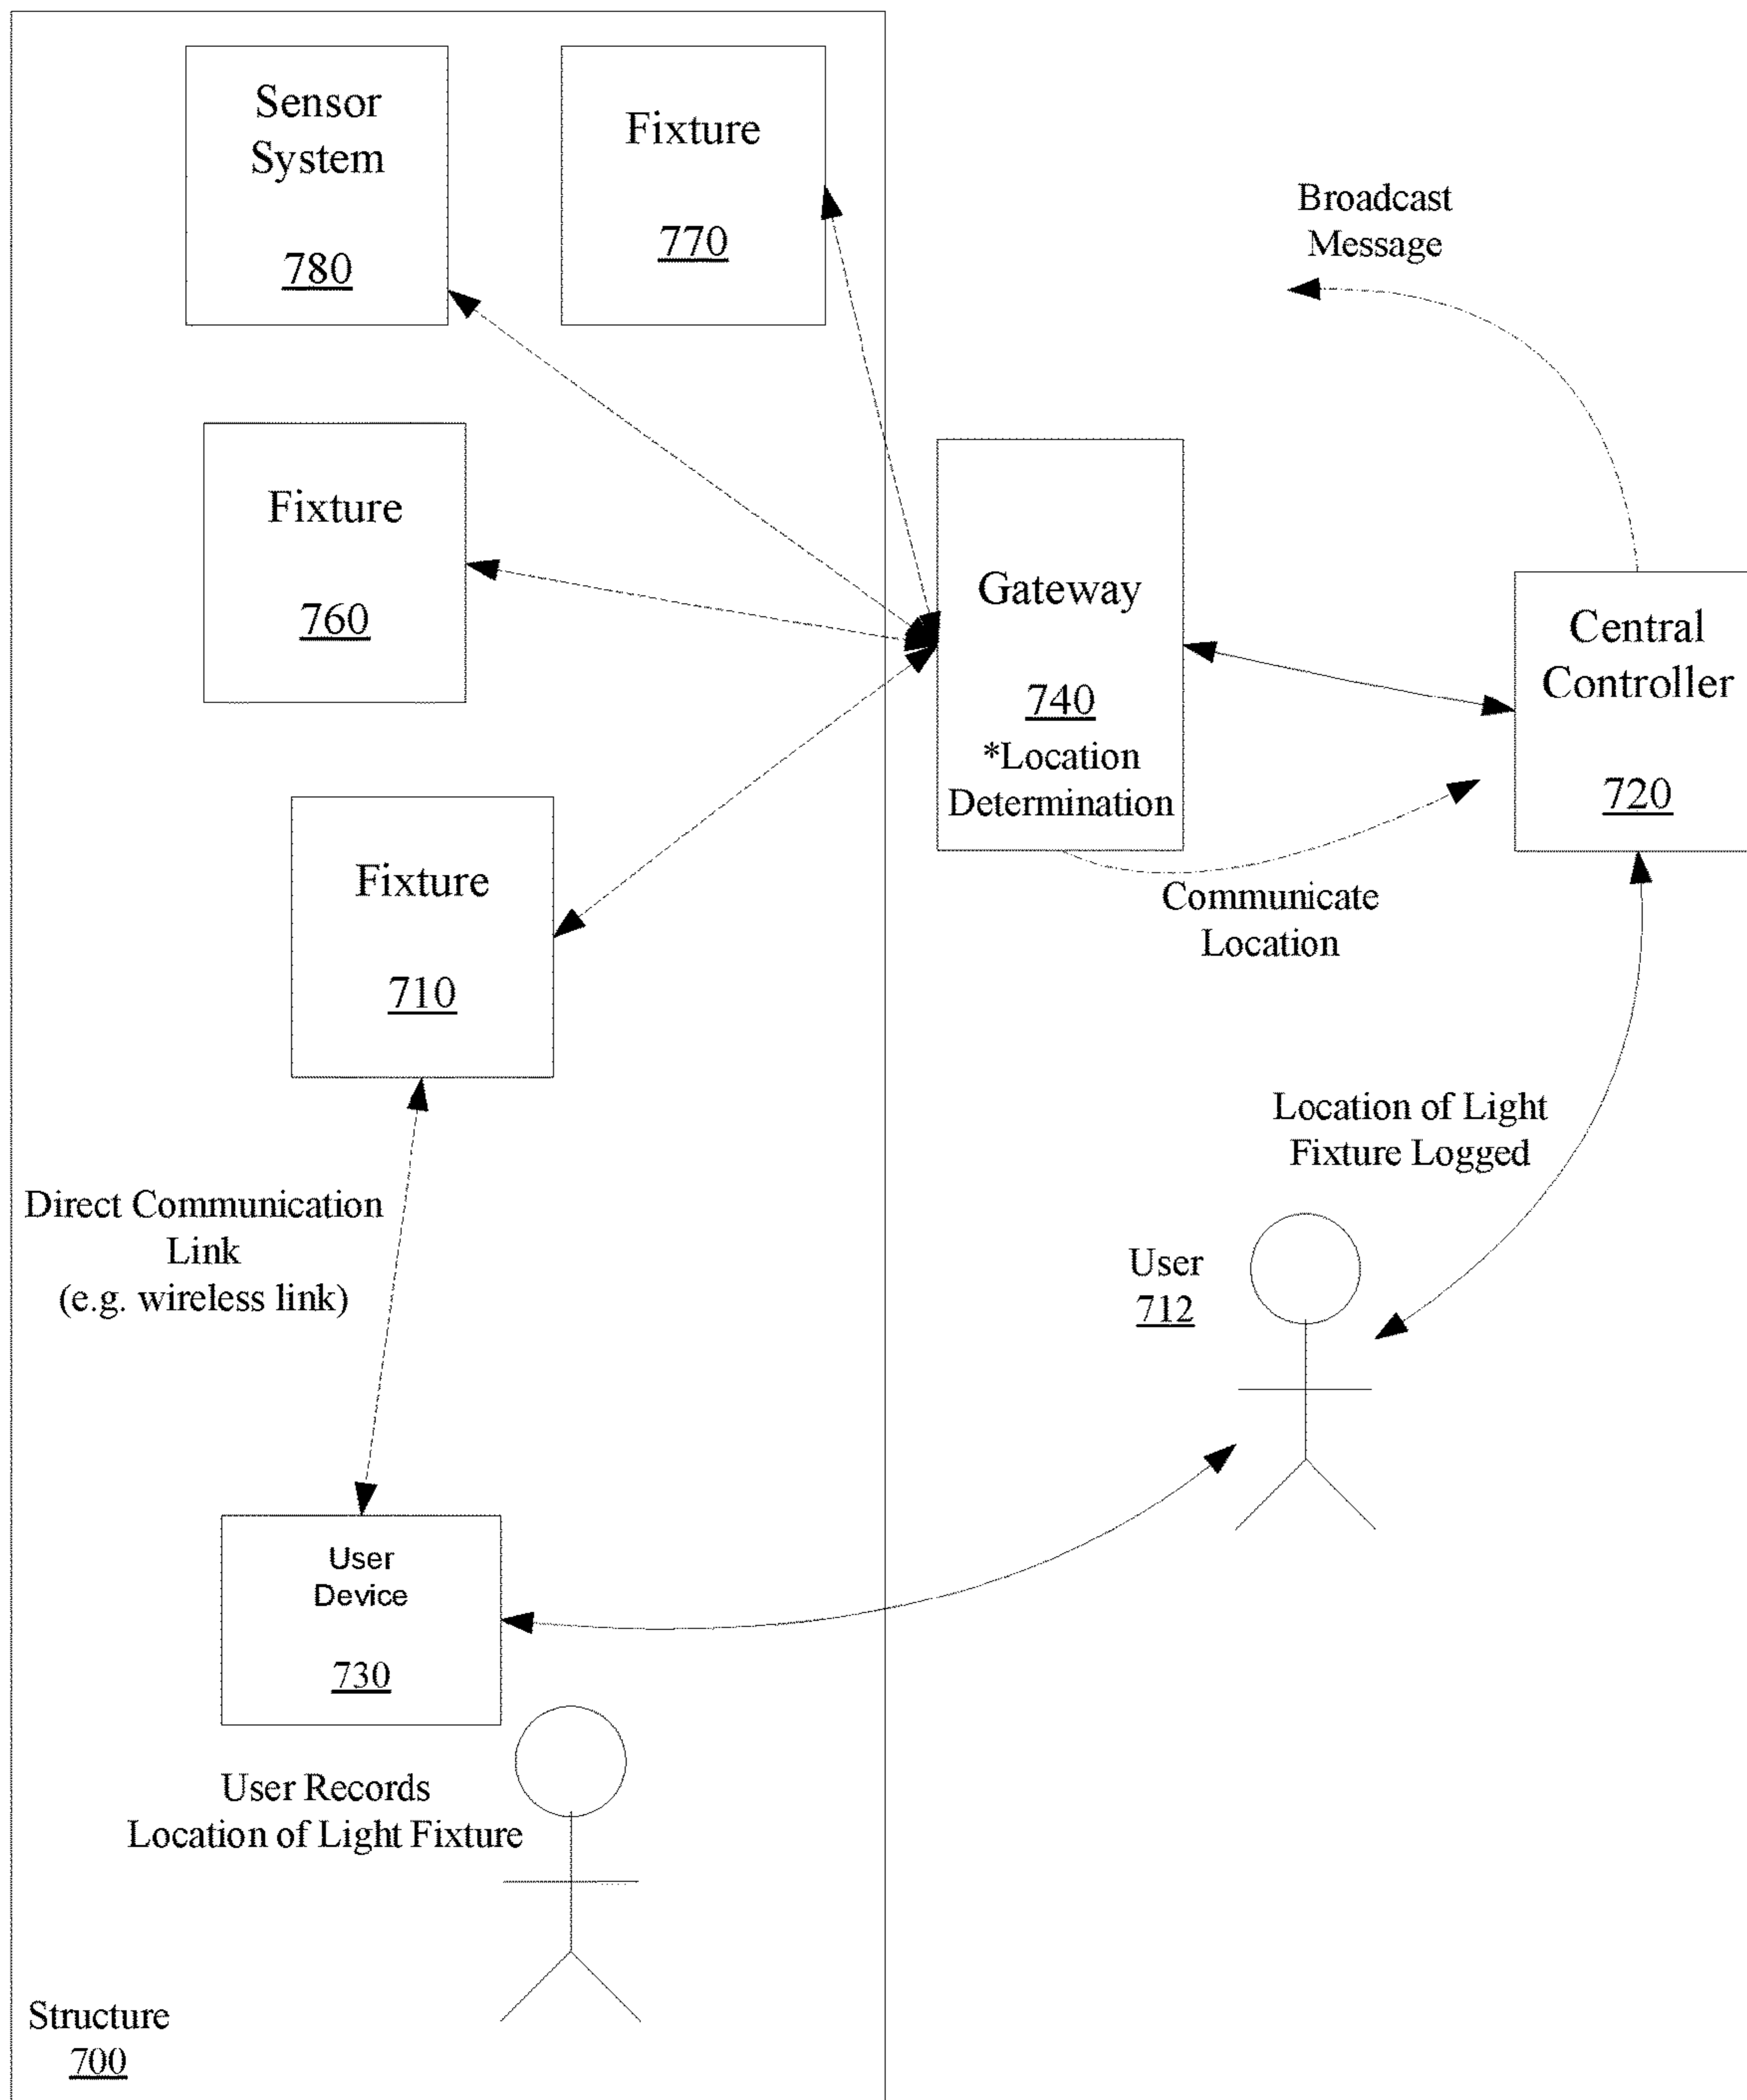 Sensor
System
780
Fixture
770
Broadcast
Message
Fixture
760
Gateway
740
*Location
Determination
Central
Controller
720
Communicate
Location
Fixture
710
Location of Light
Fixture Logged
Direct Communication
Link
(e.g. wireless link)
User
712
User
Device
730
User Records
Location of Light Fixture
Structure
700